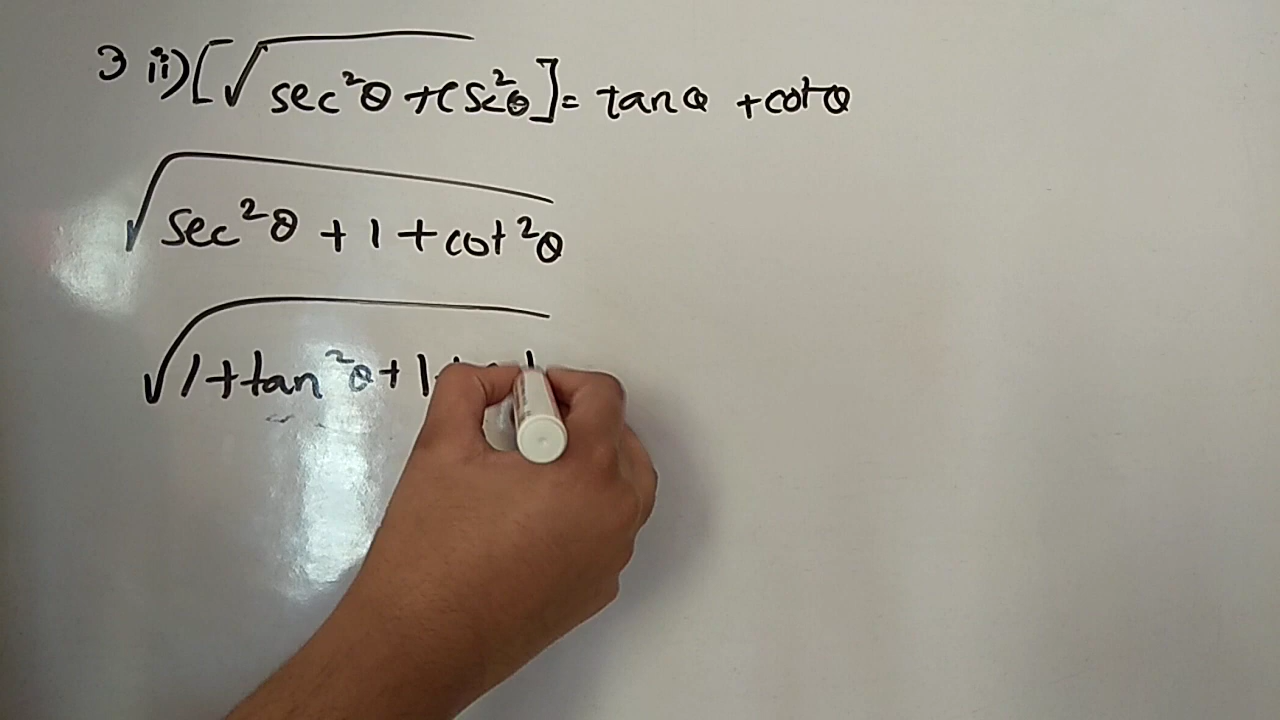 3 ii) [√sec²θ + csc²θ] = tanθ + cotθ
√sec²θ + 1 + cot²θ
√1 + tan²θ + 1